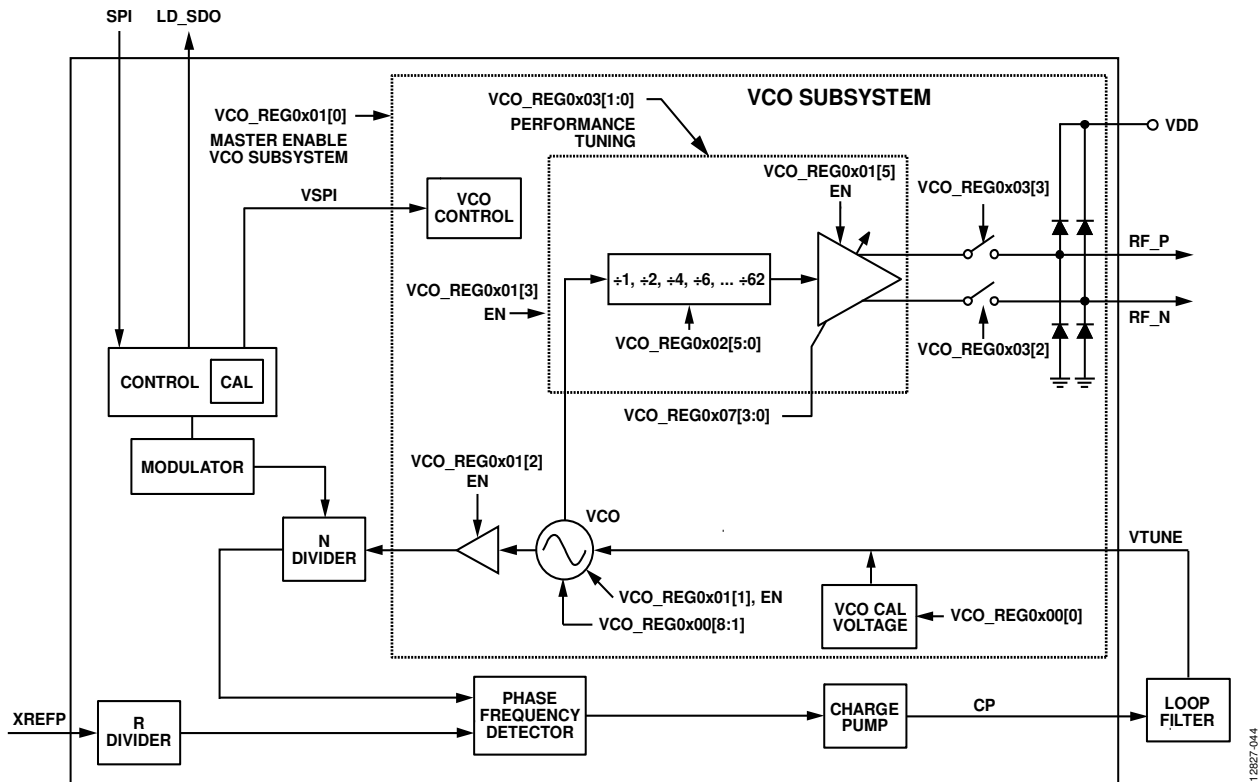 SPI
LD_SDO
VCO_REG0x03[1:0]
PERFORMANCE
TUNING
VCO SUBSYSTEM
VCO_REG0x01[0]
MASTER ENABLE
VCO SUBSYSTEM
VDD
VSPI
VCO
CONTROL
VCO_REG0x01[5]
EN
VCO_REG0x03[3]
RF_P
VCO_REG0x01[3]
EN
÷1, ÷2, ÷4, ÷6, ... ÷62
RF_N
VCO_REG0x02[5:0]
VCO_REG0x03[2]
CONTROL
CAL
VCO_REG0x07[3:0]
MODULATOR
VCO_REG0x01[2]
EN
VCO
N
DIVIDER
VTUNE
VCO_REG0x01[1], EN
VCO_REG0x00[8:1]
VCO CAL
VOLTAGE
VCO_REG0x00[0]
XREFP
R
DIVIDER
PHASE
FREQUENCY
DETECTOR
CHARGE
PUMP
CP
LOOP
FILTER
12827-044